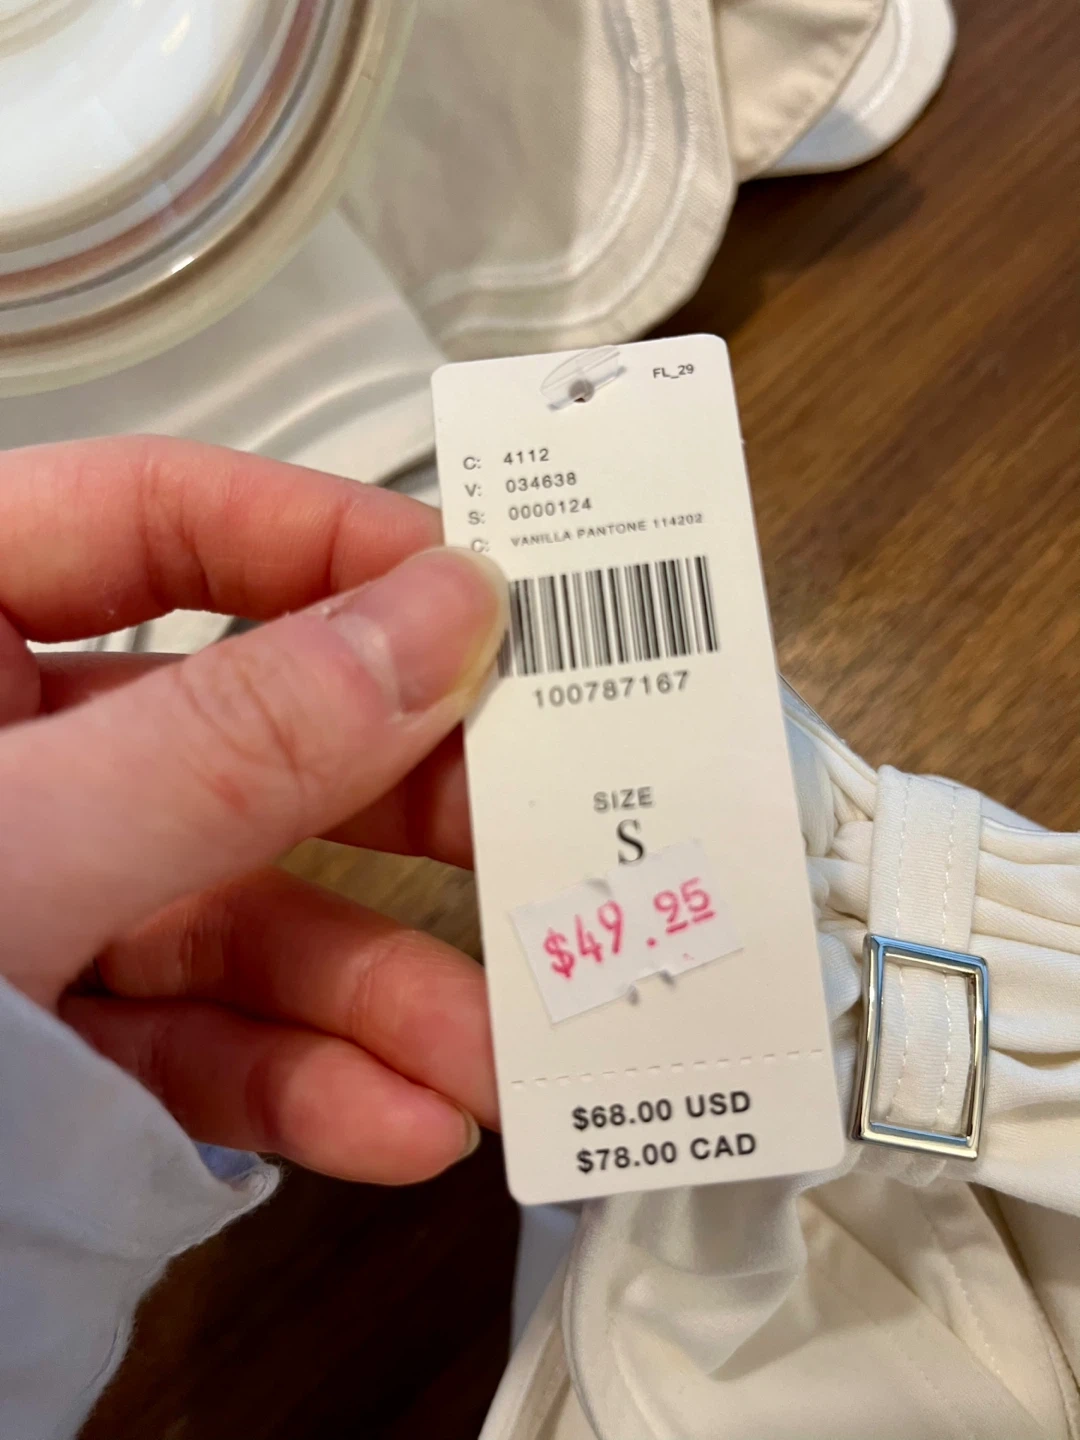 FL_29
C: 4112
V: 034638
S: 0000124
C: VANILLA PANTONE 114202
100787167
SIZE
S
$49.95
$68.00 USD
$78.00 CAD